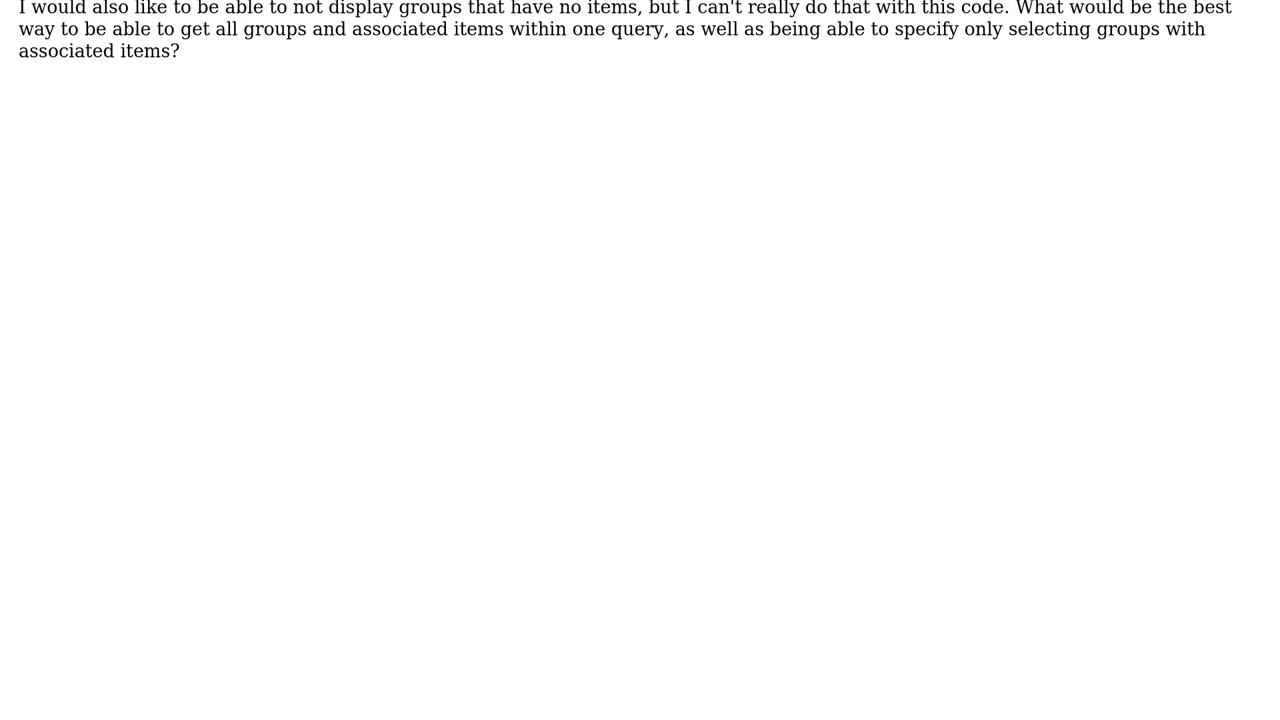 I would also like to be able to not display groups that have no items, but I can't really do that with this code. What would be the best
way to be able to get all groups and associated items within one query, as well as being able to specify only selecting groups with
associated items?